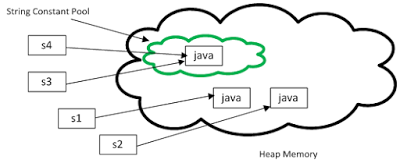 String Constant Pool
s4
java
s3
s1
java
java
s2
Heap Memory